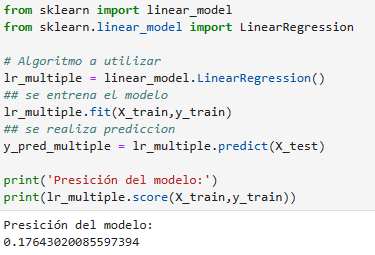 from sklearn import linear_model
from sklearn.linear_model import LinearRegression
# Algoritmo a utilizar
lr_multiple = linear_model.LinearRegression()
## se entrena el modelo
lr_multiple.fit(X_train,y_train)
## se realiza prediccion
y_pred_multiple = lr_multiple.predict(X_test)
print('Presición del modelo:')
print(lr_multiple.score(X_train,y_train))
Presición del modelo:
0.17643020085597394